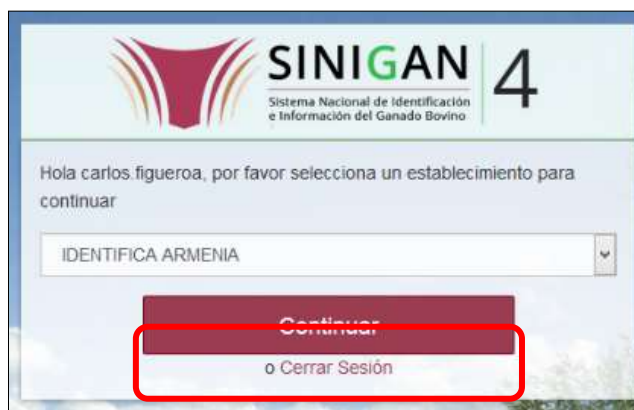 SINIGAN 4
Sistema Nacional de Identificación
e Información del Ganado Bovino
Hola carlos.figueroa, por favor selecciona un establecimiento para
continuar
IDENTIFICA ARMENIA
Continuar
o Cerrar Sesión